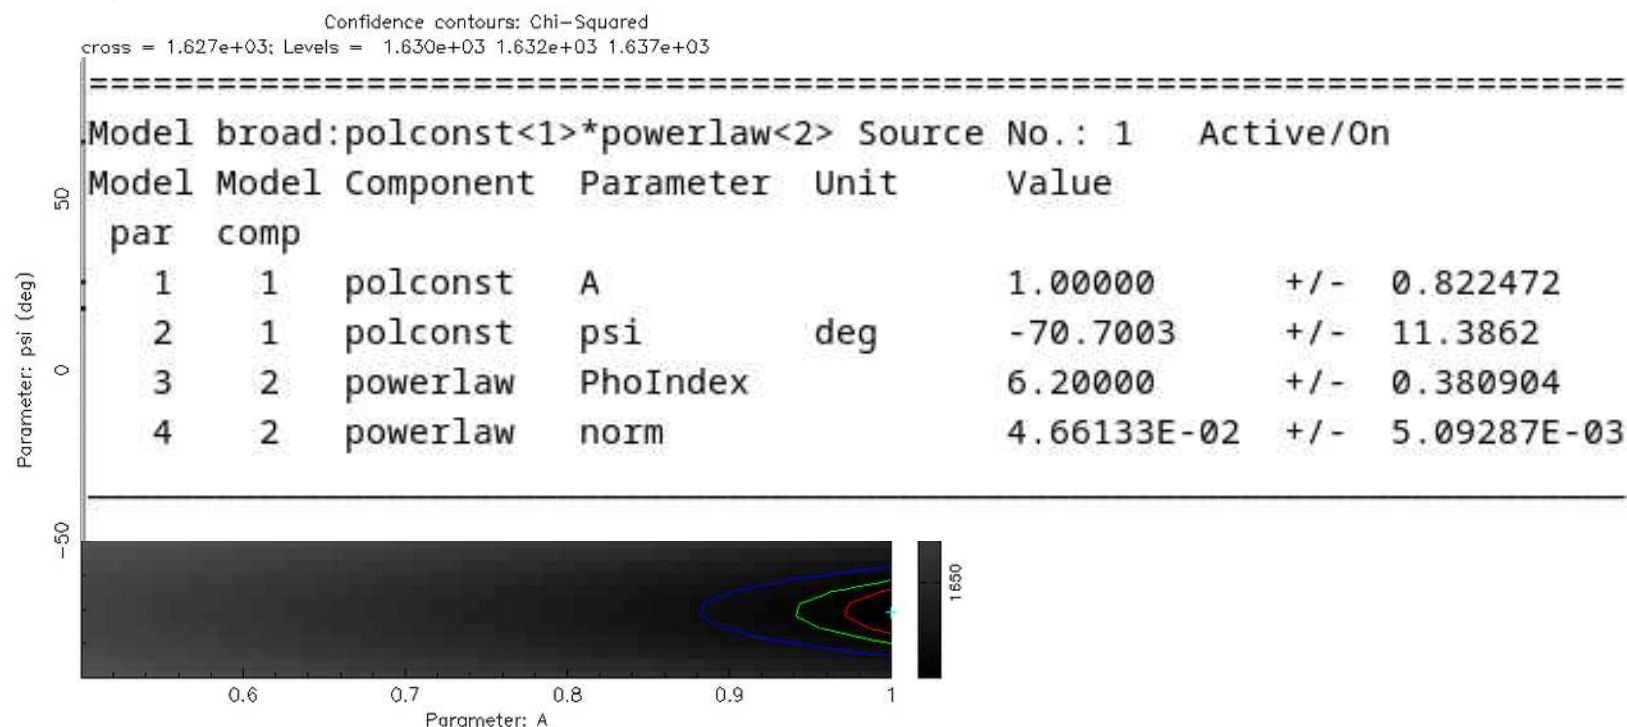 Confidence contours: Chi-Squared
cross = 1.627e+03; Levels = 1.630e+03 1.632e+03 1.637e+03
========================================================================
Model broad:polconst<1>*powerlaw<2> Source No.: 1 Active/On
Model Model Component Parameter Unit Value
par comp
1 1 polconst A 1.00000 +/- 0.822472
2 1 polconst psi deg -70.7003 +/- 11.3862
3 2 powerlaw PhoIndex 6.20000 +/- 0.380904
4 2 powerlaw norm 4.66133E-02 +/- 5.09287E-03
Parameter: psi (deg)
50
0
-50
1650
0.6 0.7 0.8 0.9 1
Parameter: A